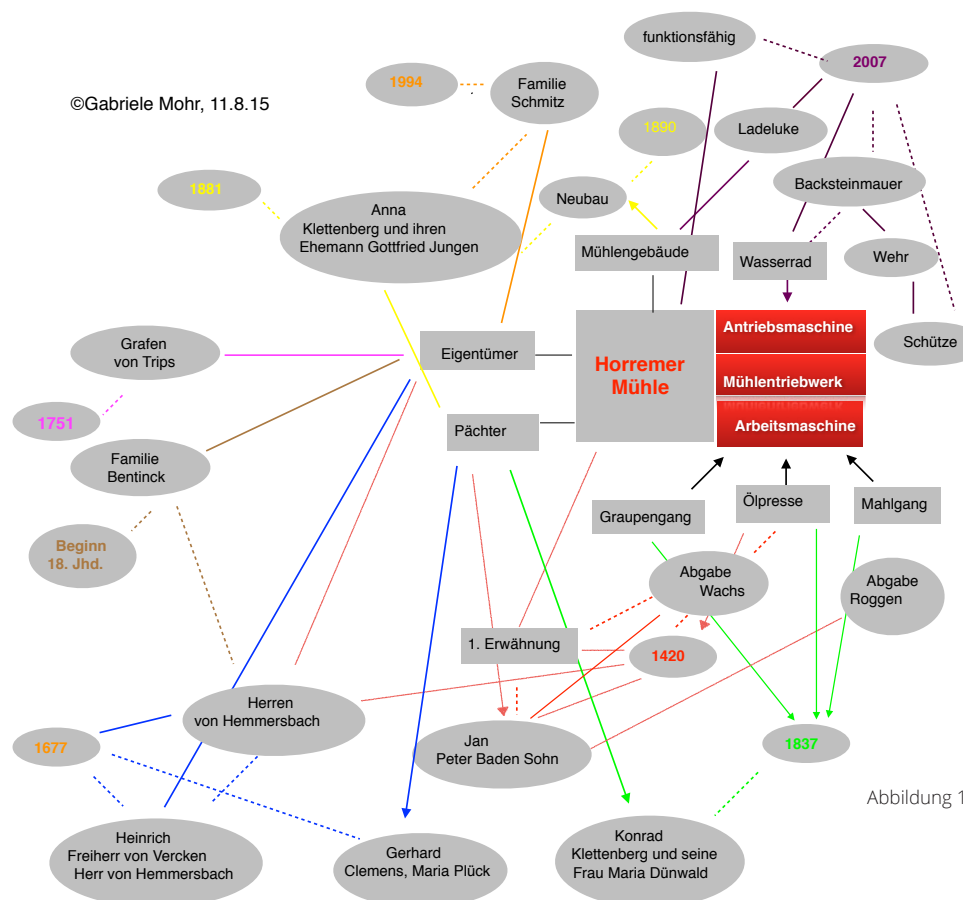 funktionsfähig
2007
1994
Familie
Schmitz
©Gabriele Mohr, 11.8.15
1890
Ladeluke
1881
Backsteinmauer
Neubau
Anna
Klettenberg und ihren
Ehemann Gottfried Jungen
Mühlengebäude
Wasserrad
Wehr
Antriebsmaschine
Schütze
Grafen
von Trips
Eigentümer
Horremer
Mühle
Mühlentriebwerk
1751
Pächter
Arbeitsmaschine
Familie
Bentinck
Ölpresse
Mahlgang
Graupengang
Beginn
18. Jhd.
Abgabe
Wachs
Abgabe
Roggen
1. Erwähnung
1420
Herren
von Hemmersbach
1677
Jan
Peter Baden Sohn
1837
Abbildung 1
Heinrich
Freiherr von Vercken
Herr von Hemmersbach
Gerhard
Clemens, Maria Plück
Konrad
Klettenberg und seine
Frau Maria Dünwald